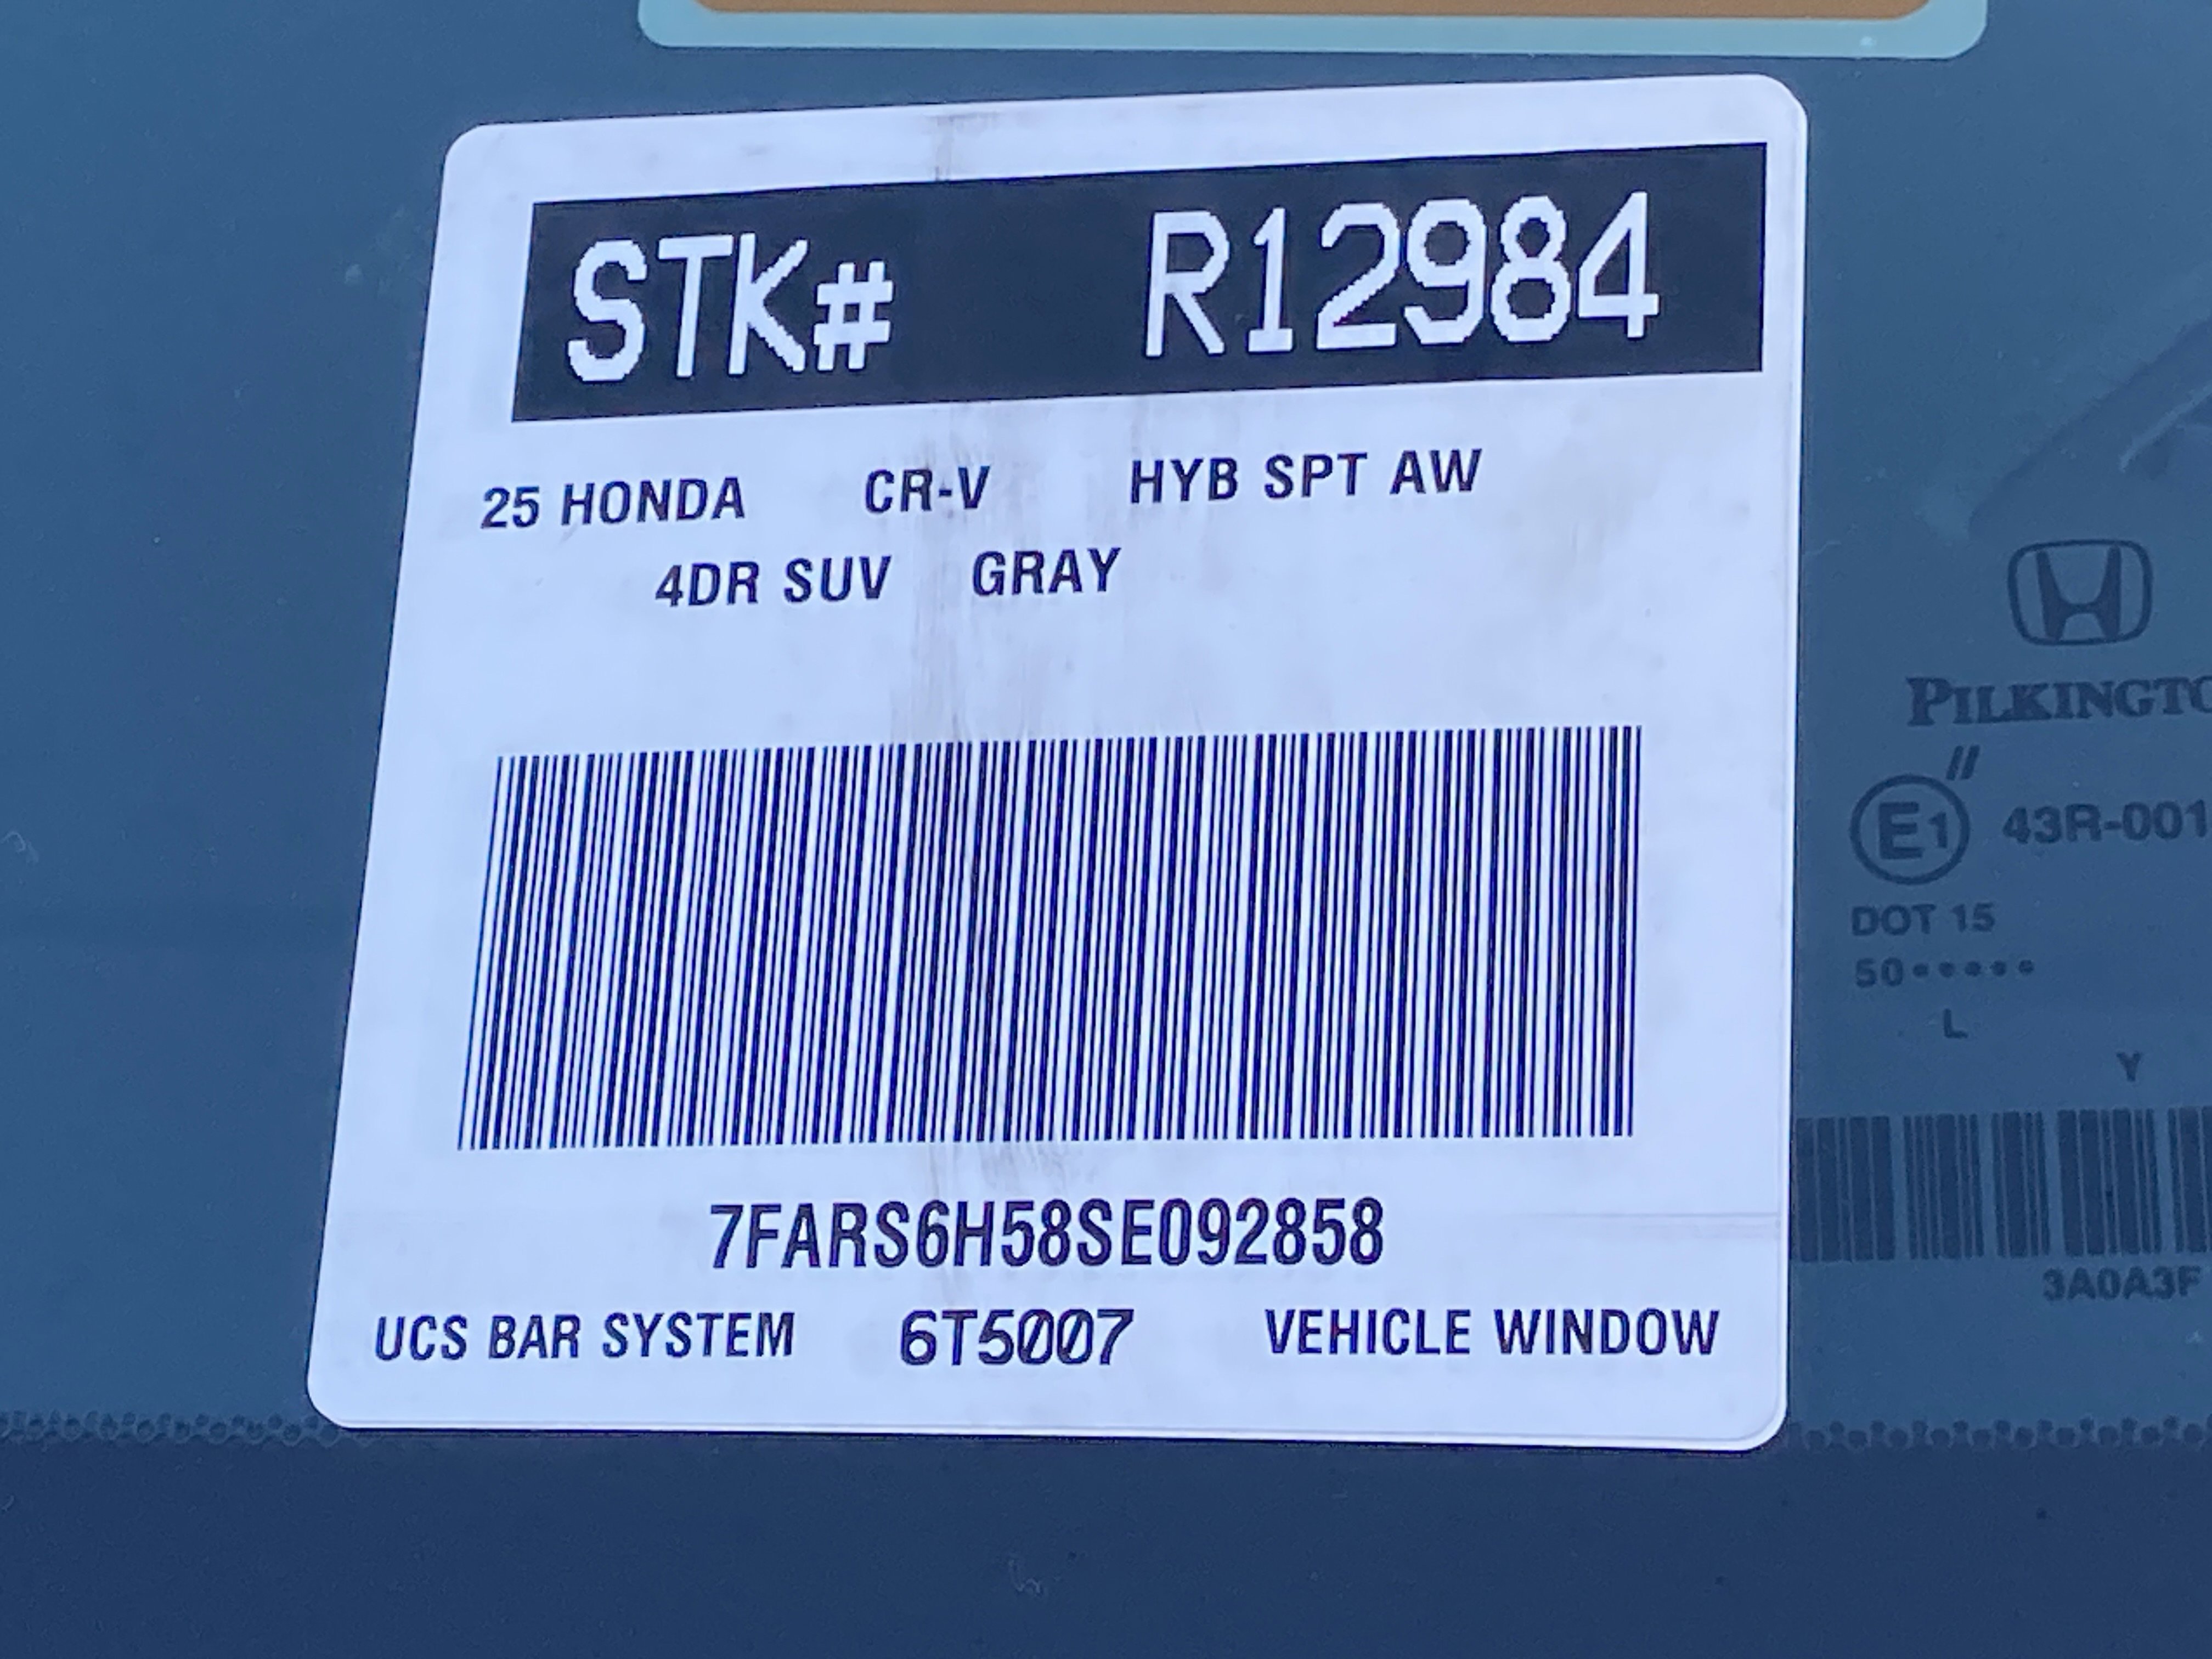 STK# R12984
25 HONDA CR-V HYB SPT AW
4DR SUV GRAY
7FARS6H58SE092858
UCS BAR SYSTEM 6T5007 VEHICLE WINDOW
PILKINGTO
//
E1 43R-001
DOT 15
50•••••
L
Y
3A0A3F